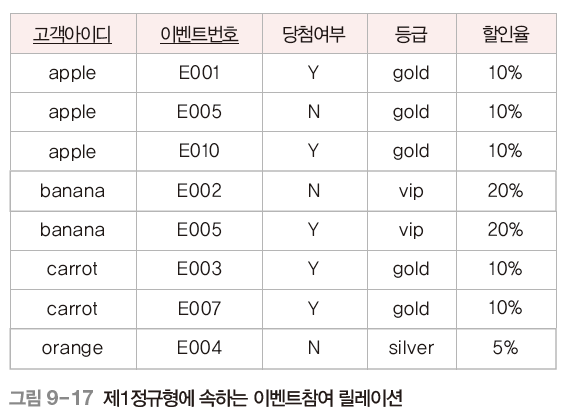 고객아이디 이벤트번호 당첨여부 등급 할인율
apple E001 Y gold 10%
apple E005 N gold 10%
apple E010 Y gold 10%
banana E002 N vip 20%
banana E005 Y vip 20%
carrot E003 Y gold 10%
carrot E007 Y gold 10%
orange E004 N silver 5%
그림 9-17 제1정규형에 속하는 이벤트참여 릴레이션